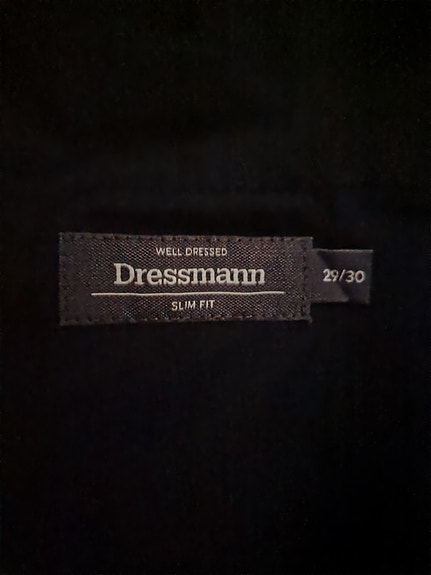 WELL DRESSED
Dressmann
SLIM FIT
29/30